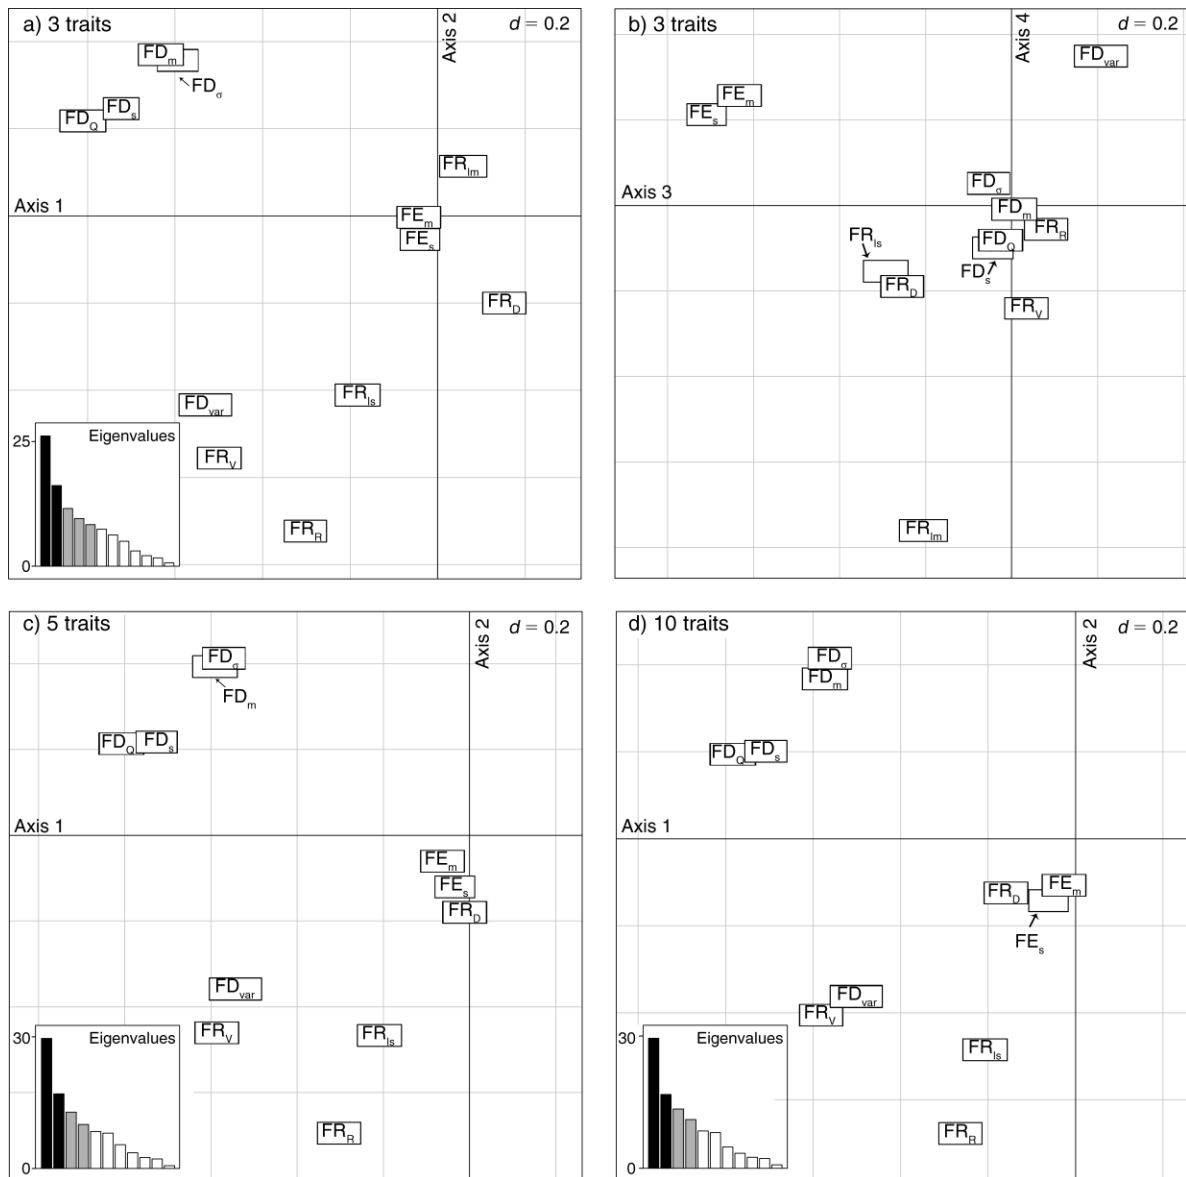 a) 3 traits
Axis 2
d = 0.2
FDm
FDσ
FDs
FDQ
FRlm
Axis 1
FEm
FEs
FRD
FRls
FDvar
FRV
FRR
25
Eigenvalues
0
b) 3 traits
Axis 4
d = 0.2
FDvar
FEm
FEs
FDσ
Axis 3
FDm
FRR
FRls
FDQ
FDs
FRD
FRV
FRlm
c) 5 traits
Axis 2
d = 0.2
FDσ
FDm
FDQ
FDs
Axis 1
FEm
FEs
FRD
FDvar
FRV
FRls
FRR
30
Eigenvalues
0
d) 10 traits
Axis 2
d = 0.2
FDσ
FDm
FDQ
FDs
Axis 1
FRD
FEm
FEs
FDvar
FRV
FRls
FRR
30
Eigenvalues
0